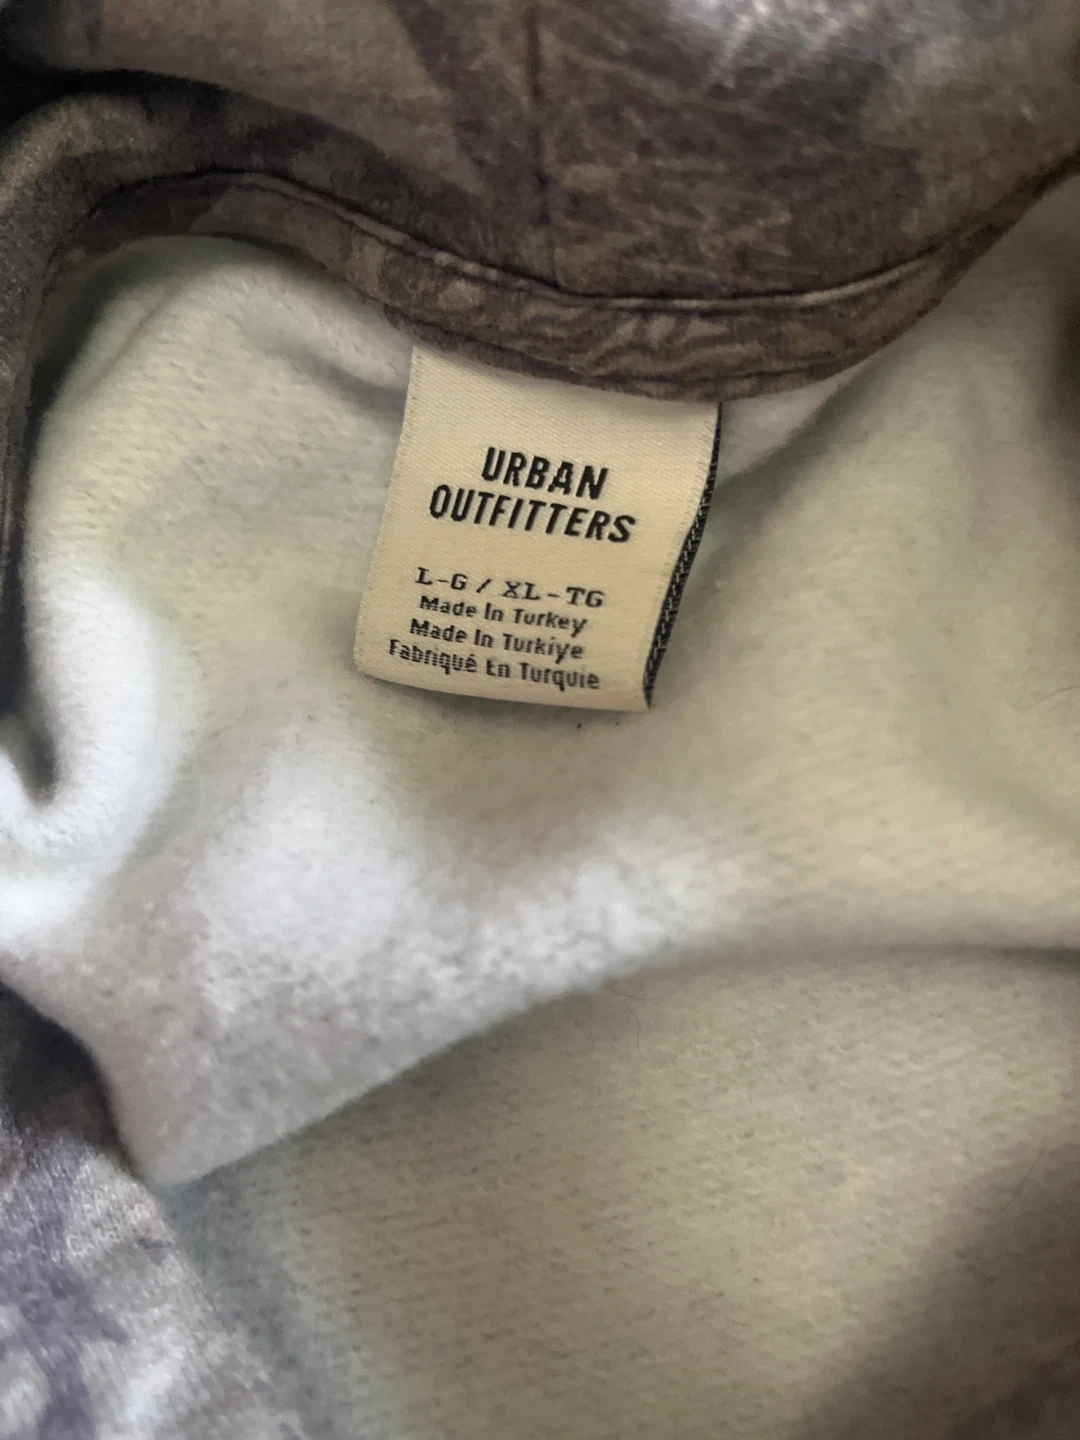 URBAN
OUTFITTERS
L-G / XL-TG
Made In Turkey
Made In Turkiye
Fabriqué En Turquie